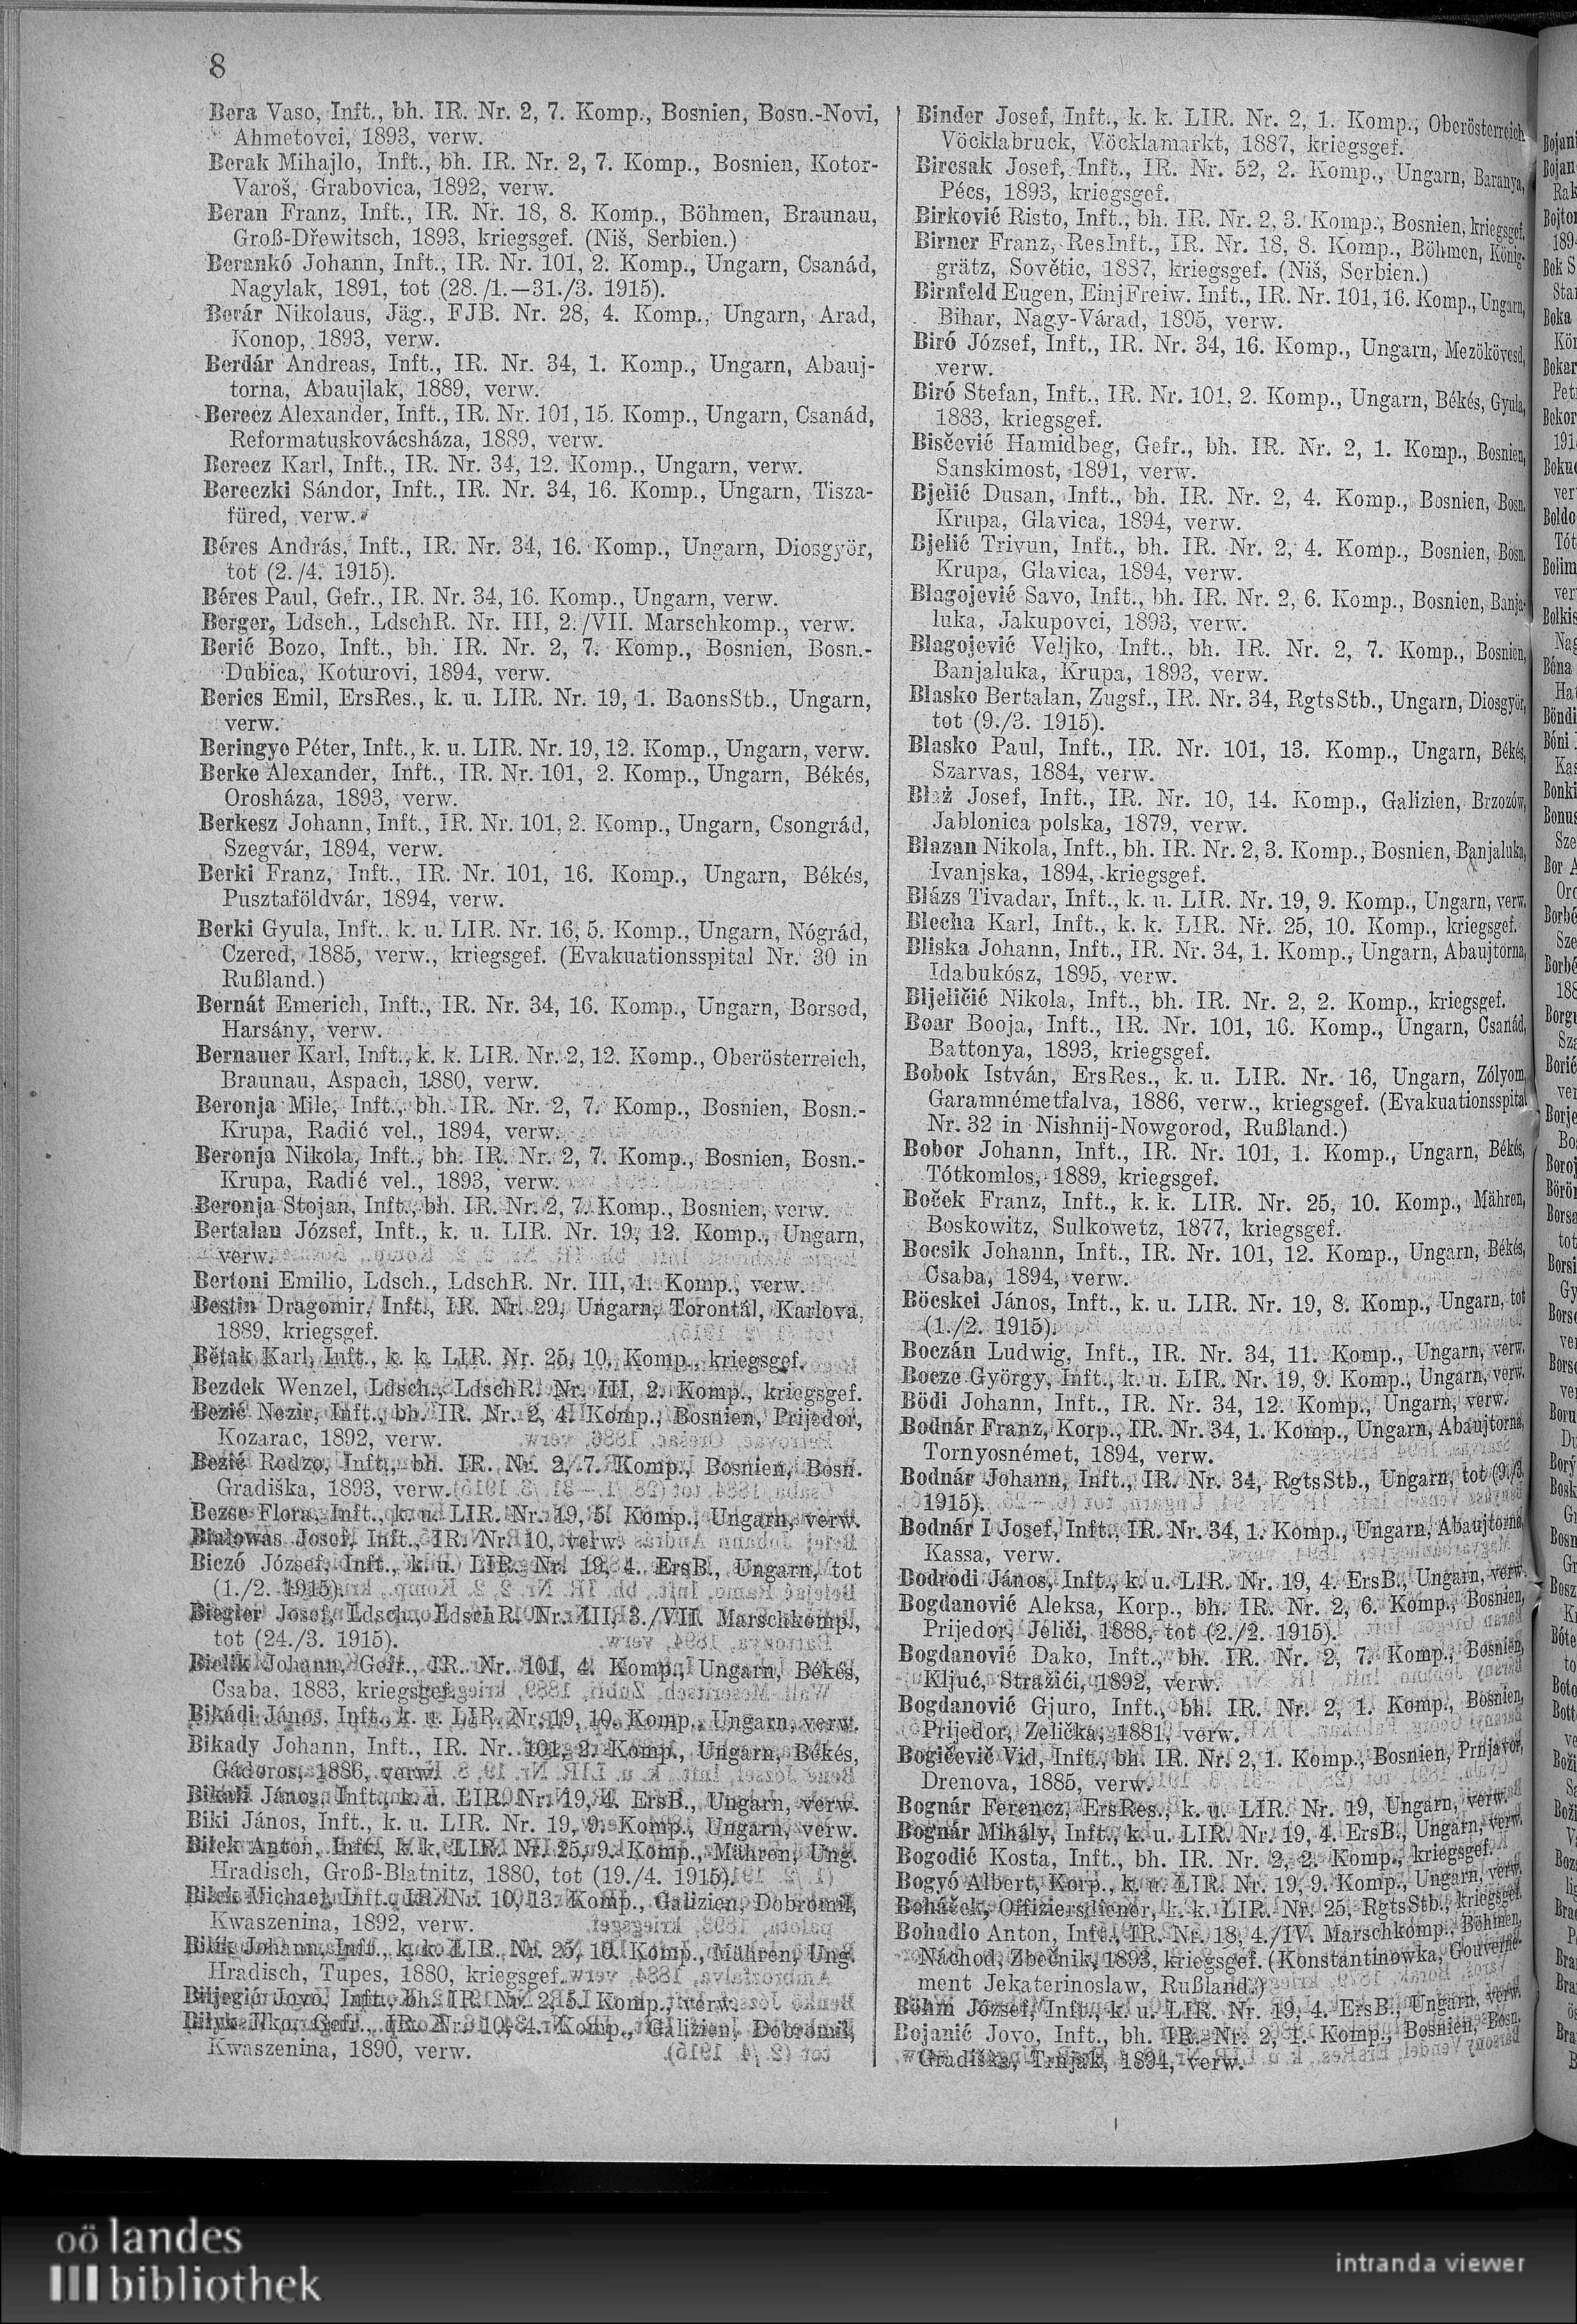 8
Bera Vaso, Inft., bh. IR. Nr. 2, 7. Komp., Bosnien, Bosn.-Novi,
Ahmetovci, 1893, verw.
Berak Mihajlo, Inft., bh. IR. Nr. 2, 7. Komp., Bosnien, Kotor-
Varoš, Grabovica, 1892, verw.
Beran Franz, Inft., IR. Nr. 18, 8. Komp., Böhmen, Braunau,
Groß-Dřewitsch, 1893, kriegsgef. (Niš, Serbien.)
Berankó Johann, Inft., IR. Nr. 101, 2. Komp., Ungarn, Csanád,
Nagylak, 1891, tot (28./1.—31./3. 1915).
Berár Nikolaus, Jäg., FJB. Nr. 28, 4. Komp., Ungarn, Arad,
Konop, 1893, verw.
Berdár Andreas, Inft., IR. Nr. 34, 1. Komp., Ungarn, Abauj-
torna, Abaujlak, 1889, verw.
Berecz Alexander, Inft., IR. Nr. 101, 15. Komp., Ungarn, Csanád,
Reformatuskovácsháza, 1889, verw.
Berecz Karl, Inft., IR. Nr. 34, 12. Komp., Ungarn, verw.
Bereczki Sándor, Inft., IR. Nr. 34, 16. Komp., Ungarn, Tisza-
füred, verw.
Béres András, Inft., IR. Nr. 34, 16. Komp., Ungarn, Diosgyör,
tot (2./4. 1915).
Béres Paul, Gefr., IR. Nr. 34, 16. Komp., Ungarn, verw.
Berger, Ldsch., LdschR. Nr. III, 2./VII. Marschkomp., verw.
Berić Bozo, Inft., bh. IR. Nr. 2, 7. Komp., Bosnien, Bosn.-
Dubica, Koturovi, 1894, verw.
Berics Emil, ErsRes., k. u. LIR. Nr. 19, 1. BaonsStb., Ungarn,
verw.
Beringye Péter, Inft., k. u. LIR. Nr. 19, 12. Komp., Ungarn, verw.
Berke Alexander, Inft., IR. Nr. 101, 2. Komp., Ungarn, Békés,
Orosháza, 1893, verw.
Berkesz Johann, Inft., IR. Nr. 101, 2. Komp., Ungarn, Csongrád,
Szegvár, 1894, verw.
Berki Franz, Inft., IR. Nr. 101, 16. Komp., Ungarn, Békés,
Pusztaföldvár, 1894, verw.
Berki Gyula, Inft., k. u. LIR. Nr. 16, 5. Komp., Ungarn, Nógrád,
Czered, 1885, verw., kriegsgef. (Evakuationsspital Nr. 30 in
Rußland.)
Bernát Emerich, Inft., IR. Nr. 34, 16. Komp., Ungarn, Borsod,
Harsány, verw.
Bernauer Karl, Inft., k. k. LIR. Nr. 2, 12. Komp., Oberösterreich,
Braunau, Aspach, 1880, verw.
Beronja Mile, Inft., bh. IR. Nr. 2, 7. Komp., Bosnien, Bosn.-
Krupa, Radić vel., 1894, verw.
Beronja Nikola, Inft., bh. IR. Nr. 2, 7. Komp., Bosnien, Bosn.-
Krupa, Radić vel., 1893, verw.
Beronja Stojan, Inft., bh. IR. Nr. 2, 7. Komp., Bosnien, verw.
Bertalan József, Inft., k. u. LIR. Nr. 19, 12. Komp., Ungarn,
verw.
Bertoni Emilio, Ldsch., LdschR. Nr. III, 1. Komp., verw.
Bestin Dragomir, Inft., IR. Nr. 29, Ungarn, Torontál, Karlova,
1889, kriegsgef.
Bětak Karl, Inft., k. k. LIR. Nr. 25, 10. Komp., kriegsgef.
Bezdek Wenzel, Ldsch., LdschR. Nr. III, 2. Komp., kriegsgef.
Bezić Nezir, Inft., bh. IR. Nr. 2, 4. Komp., Bosnien, Prijedor,
Kozarac, 1892, verw.
Bezić Redzo, Inft., bh. IR. Nr. 2, 7. Komp., Bosnien, Bosn.
Gradiška, 1893, verw.
Bezse Flora, Inft., k. u. LIR. Nr. 19, 5. Komp., Ungarn, verw.
Białowas Josef, Inft., IR. Nr. 10, verw.
Biczó József, Inft., k. u. LIR. Nr. 19, 4. ErsB., Ungarn, tot
(1./2. 1915).
Biegler Josef, Ldsch., LdschR. Nr. III, 3./VII. Marschkomp.,
tot (24./3. 1915).
Bielik Johann, Gefr., IR. Nr. 101, 4. Komp., Ungarn, Békés,
Csaba, 1883, kriegsgef.
Bikádi János, Inft., k. u. LIR. Nr. 19, 10. Komp., Ungarn, verw.
Bikady Johann, Inft., IR. Nr. 101, 2. Komp., Ungarn, Békés,
Gádoros, 1886, verw.
Bikali János, Inft., k. u. LIR. Nr. 19, 4. ErsB., Ungarn, verw.
Biki János, Inft., k. u. LIR. Nr. 19, 9. Komp., Ungarn, verw.
Bilek Anton, Inft., k. k. LIR. Nr. 25, 9. Komp., Mähren, Ung.
Hradisch, Groß-Blatnitz, 1880, tot (19./4. 1915).
Bilek Michael, Inft., IR. Nr. 10, 13. Komp., Galizien, Dobromil,
Kwaszenina, 1892, verw.
Bilik Johann, Inft., k. k. LIR. Nr. 25, 10. Komp., Mähren, Ung.
Hradisch, Tupes, 1880, kriegsgef.
Biljegić Jovo, Inft., bh. IR. Nr. 2, 5. Komp., verw.
Bilyk Nkor, Gefr., IR. Nr. 10, 4. Komp., Galizien, Dobromil,
Kwaszenina, 1890, verw.
Binder Josef, Inft., k. k. LIR. Nr. 2, 1. Komp., Oberösterreich
Vöcklabruck, Vöcklamarkt, 1887, kriegsgef.
Bircsak Josef, Inft., IR. Nr. 52, 2. Komp., Ungarn, Baranya,
Pécs, 1893, kriegsgef.
Birković Risto, Inft., bh. IR. Nr. 2, 3. Komp., Bosnien, kriegsgef.
Birner Franz, ResInft., IR. Nr. 18, 8. Komp., Böhmen, König-
grätz, Sovětic, 1887, kriegsgef. (Niš, Serbien.)
Birnfeld Eugen, EinjFreiw. Inft., IR. Nr. 101, 16. Komp., Ungarn,
Bihar, Nagy-Várad, 1895, verw.
Biró József, Inft., IR. Nr. 34, 16. Komp., Ungarn, Mezökövesd,
verw.
Biró Stefan, Inft., IR. Nr. 101, 2. Komp., Ungarn, Békés, Gyula,
1883, kriegsgef.
Bisčević Hamidbeg, Gefr., bh. IR. Nr. 2, 1. Komp., Bosnien,
Sanskimost, 1891, verw.
Bjelić Dusan, Inft., bh. IR. Nr. 2, 4. Komp., Bosnien, Bosn.
Krupa, Glavica, 1894, verw.
Bjelić Trivun, Inft., bh. IR. Nr. 2, 4. Komp., Bosnien, Bosn.
Krupa, Glavica, 1894, verw.
Blagojević Savo, Inft., bh. IR. Nr. 2, 6. Komp., Bosnien, Banja-
luka, Jakupovci, 1893, verw.
Blagojević Veljko, Inft., bh. IR. Nr. 2, 7. Komp., Bosnien,
Banjaluka, Krupa, 1893, verw.
Blasko Bertalan, Zugsf., IR. Nr. 34, RgtsStb., Ungarn, Diosgyör,
tot (9./3. 1915).
Blasko Paul, Inft., IR. Nr. 101, 13. Komp., Ungarn, Békés,
Szarvas, 1884, verw.
Błaż Josef, Inft., IR. Nr. 10, 14. Komp., Galizien, Brzozów,
Jablonica polska, 1879, verw.
Blazan Nikola, Inft., bh. IR. Nr. 2, 3. Komp., Bosnien, Banjaluka,
Ivanjska, 1894, kriegsgef.
Blázs Tivadar, Inft., k. u. LIR. Nr. 19, 9. Komp., Ungarn, verw.
Blecha Karl, Inft., k. k. LIR. Nr. 25, 10. Komp., kriegsgef.
Bliska Johann, Inft., IR. Nr. 34, 1. Komp., Ungarn, Abaujtorna,
Idabukósz, 1895, verw.
Bljeličić Nikola, Inft., bh. IR. Nr. 2, 2. Komp., kriegsgef.
Boar Booja, Inft., IR. Nr. 101, 16. Komp., Ungarn, Csanád,
Battonya, 1893, kriegsgef.
Bobok István, ErsRes., k. u. LIR. Nr. 16, Ungarn, Zólyom,
Garamnémetfalva, 1886, verw., kriegsgef. (Evakuationsspital
Nr. 32 in Nishnij-Nowgorod, Rußland.)
Bobor Johann, Inft., IR. Nr. 101, 1. Komp., Ungarn, Békés,
Tótkomlos, 1889, kriegsgef.
Boček Franz, Inft., k. k. LIR. Nr. 25, 10. Komp., Mähren,
Boskowitz, Sulkowetz, 1877, kriegsgef.
Bocsik Johann, Inft., IR. Nr. 101, 12. Komp., Ungarn, Békés,
Csaba, 1894, verw.
Böcskei János, Inft., k. u. LIR. Nr. 19, 8. Komp., Ungarn, tot
(1./2. 1915).
Boczán Ludwig, Inft., IR. Nr. 34, 11. Komp., Ungarn, verw.
Bocze György, Inft., k. u. LIR. Nr. 19, 9. Komp., Ungarn, verw.
Bödi Johann, Inft., IR. Nr. 34, 12. Komp., Ungarn, verw.
Bodnár Franz, Korp., IR. Nr. 34, 1. Komp., Ungarn, Abaujtorna,
Tornyosnémet, 1894, verw.
Bodnár Johann, Inft., IR. Nr. 34, RgtsStb., Ungarn, tot (9./3.
1915).
Bodnár I Josef, Inft., IR. Nr. 34, 1. Komp., Ungarn, Abaujtorna,
Kassa, verw.
Bodrodi János, Inft., k. u. LIR. Nr. 19, 4. ErsB., Ungarn, verw.
Bogdanović Aleksa, Korp., bh. IR. Nr. 2, 6. Komp., Bosnien,
Prijedor, Jeliči, 1888, tot (2./2. 1915).
Bogdanović Dako, Inft., bh. IR. Nr. 2, 7. Komp., Bosnien,
Ključ, Stražići, 1892, verw.
Bogdanović Gjuro, Inft., bh. IR. Nr. 2, 1. Komp., Bosnien,
Prijedor, Zelička, 1881, verw.
Bogičevič Vid, Inft., bh. IR. Nr. 2, 1. Komp., Bosnien, Prnjavor,
Drenova, 1885, verw.
Bognár Ferencz, ErsRes., k. u. LIR. Nr. 19, Ungarn, verw.
Bognár Mihály, Inft., k. u. LIR. Nr. 19, 4. ErsB., Ungarn, verw.
Bogodić Kosta, Inft., bh. IR. Nr. 2, 2. Komp., kriegsgef.
Bogyó Albert, Korp., k. u. LIR. Nr. 19, 9. Komp., Ungarn, verw.
Boháček, Offiziersdiener, k. k. LIR. Nr. 25, RgtsStb., kriegsgef.
Bohadlo Anton, Inft., IR. Nr. 18, 4./IV. Marschkomp., Böhmen,
Náchod, Zbečnik, 1893, kriegsgef. (Konstantinowka, Gouverne-
ment Jekaterinoslaw, Rußland.)
Böhm József, Inft., k. u. LIR. Nr. 19, 4. ErsB., Ungarn, verw.
Bojanić Jovo, Inft., bh. IR. Nr. 2, 1. Komp., Bosnien, Bosn.
Gradiška, Trnjak, 1894, verw.
oö landes
bibliothek
intranda viewer